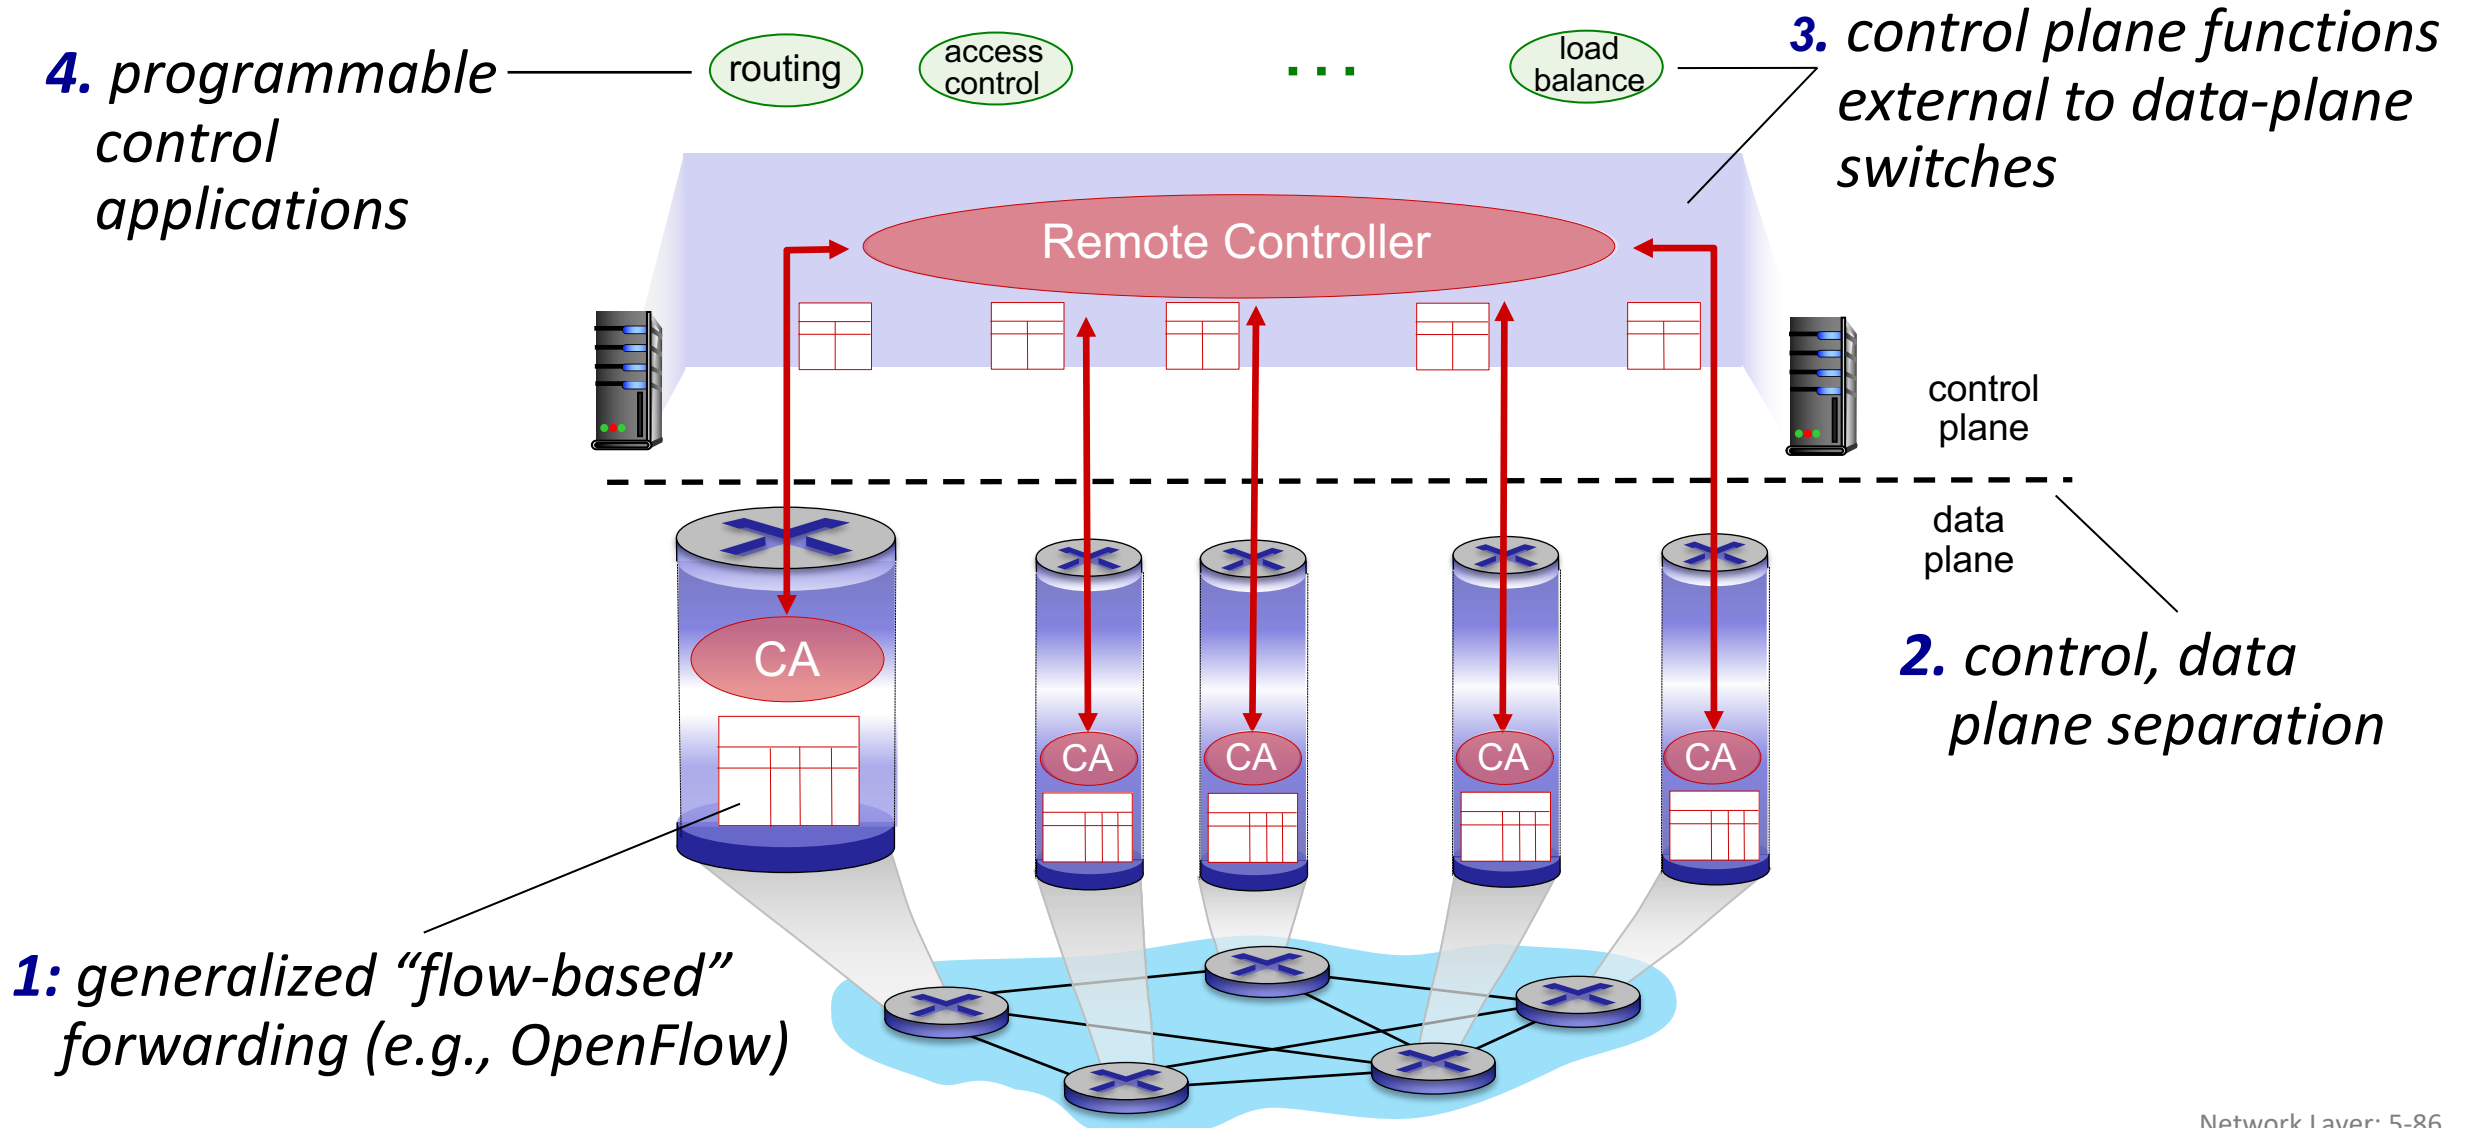 4. programmable
control
applications
routing
access
control
...
load
balance
3. control plane functions
external to data-plane
switches
Remote Controller
control
plane
data
plane
CA
CA
CA
CA
CA
2. control, data
plane separation
1: generalized “flow-based”
forwarding (e.g., OpenFlow)
Network Layer: 5-86